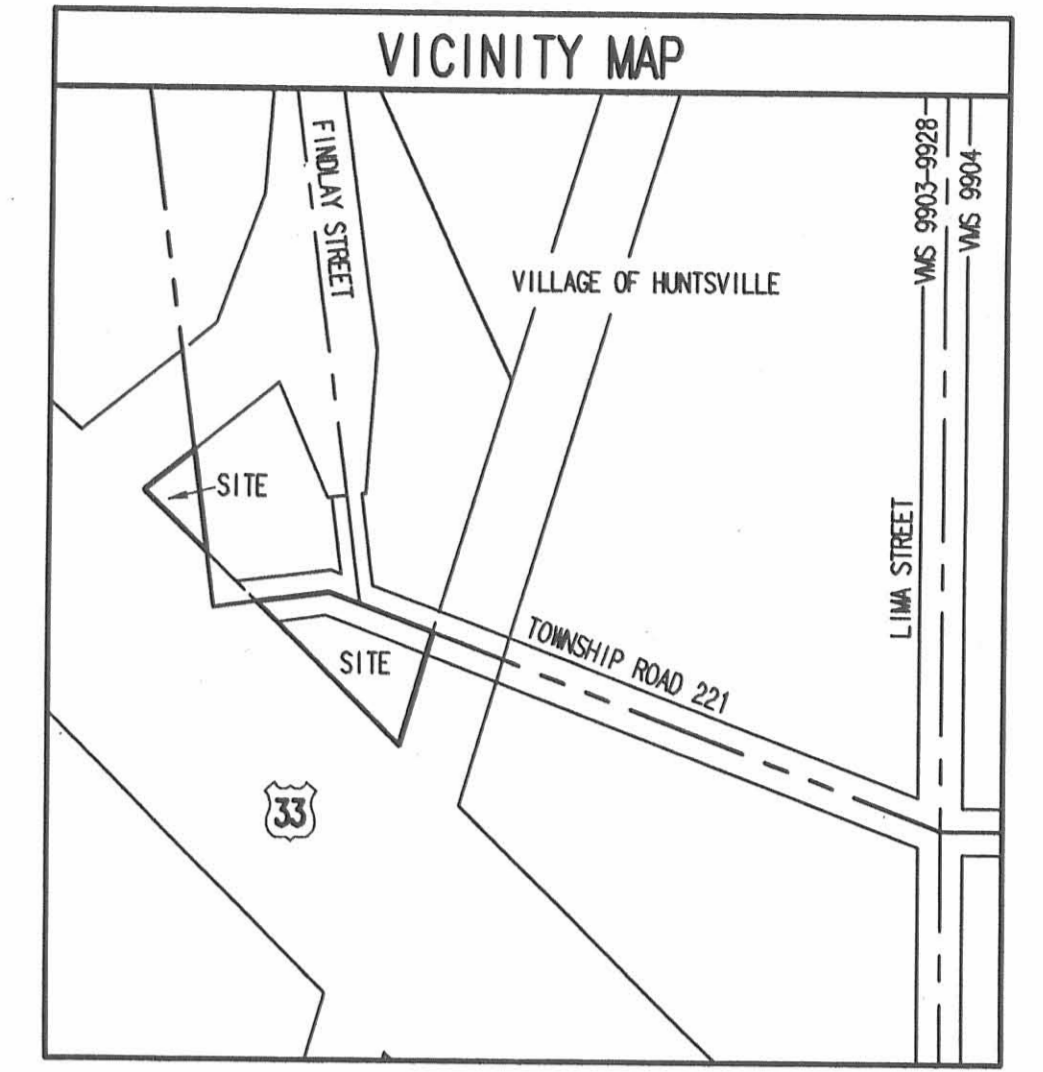 VICINITY MAP
FINDLAY STREET
VILLAGE OF HUNTSVILLE
VMS 9903-9928
VMS 9904
SITE
LIMA STREET
SITE
TOWNSHIP ROAD 221
33